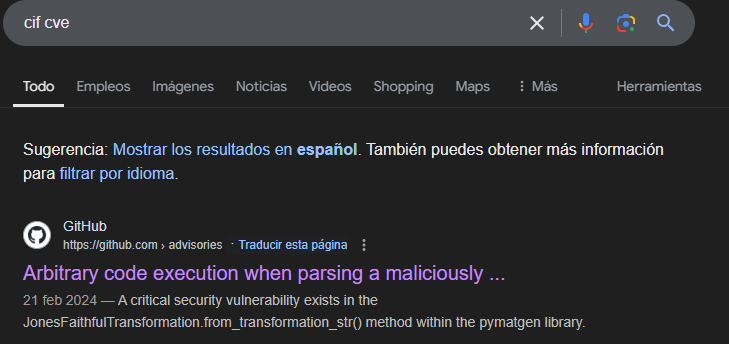 cif cve
Todo Empleos Imágenes Noticias Videos Shopping Maps Más Herramientas
Sugerencia: Mostrar los resultados en español. También puedes obtener más información
para filtrar por idioma.
GitHub
https://github.com › advisories · Traducir esta página
Arbitrary code execution when parsing a maliciously ...
21 feb 2024 — A critical security vulnerability exists in the
JonesFaithfulTransformation.from_transformation_str() method within the pymatgen library.